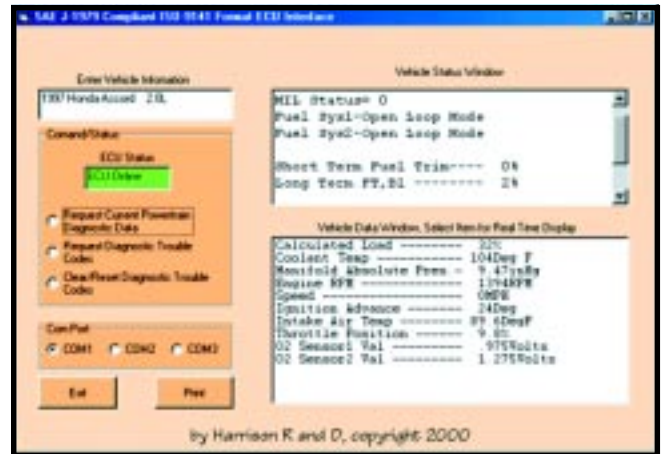 SAE J-1979 Compliant ISO 9141 Format ECU Interface
Enter Vehicle Infomation
1997 Honda Accord 2.0L
Comand/Status
ECU Status
ECU Online
Request Current Powertrain
Diagnostic Data
Request Diagnostic Trouble
Codes
Clear/Reset Diagnostic Trouble
Codes
Com Port
COM1 COM2 COM3
Exit Print
Vehicle Status Window
MIL Status= 0
Fuel Sys1-Open Loop Mode
Fuel Sys2-Open Loop Mode
Short Term Fuel Trim---- 0%
Long Term FT,B1 -------- 2%
Vehicle Data Window, Select Item for Real Time Display
Calculated Load -------- 32%
Coolant Temp ----------- 104Deg F
Manifold Absolute Pres - 9.47inHg
Engine RPM ------------- 1394RPM
Speed ------------------ 0MPH
Ignition Advance ------- 24Deg
Intake Air Temp -------- 89.6DegF
Throttle Position ------ 9.8%
O2 Sensor1 Val --------- .975Volts
O2 Sensor2 Val --------- 1.275Volts
by Harrison R and D, copyright 2000